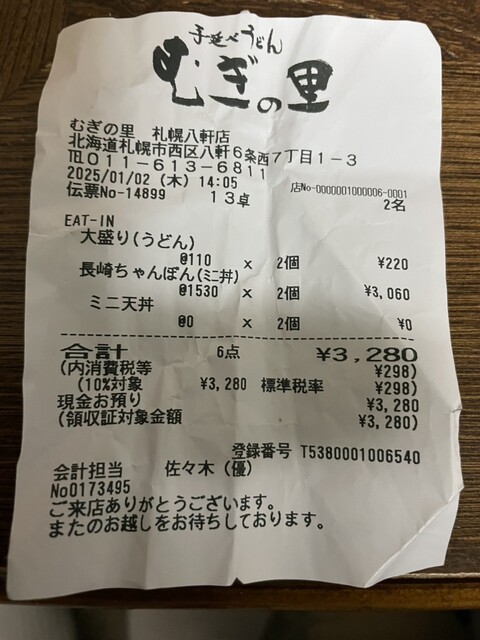 手延べうどん
むぎの里
むぎの里 札幌八軒店
北海道札幌市西区八軒6条西7丁目1-3
TEL 011-613-6811
2025/01/02 (木) 14:05 店No-0000001000006-0001
伝票No-14899 13卓 2名
EAT-IN
大盛り(うどん)
@110 x 2個 ¥220
長崎ちゃんぽん(ミニ丼)
@1530 x 2個 ¥3,060
ミニ天丼
@0 x 2個 ¥0
合計 6点 ¥3,280
(内消費税等 ¥298)
(10%対象 ¥3,280 標準税率 ¥298)
現金お預り ¥3,280
(領収証対象金額 ¥3,280)
登録番号 T5380001006540
会計担当 佐々木(優)
No0173495
ご来店ありがとうございます。
またのお越しをお待ちしております。